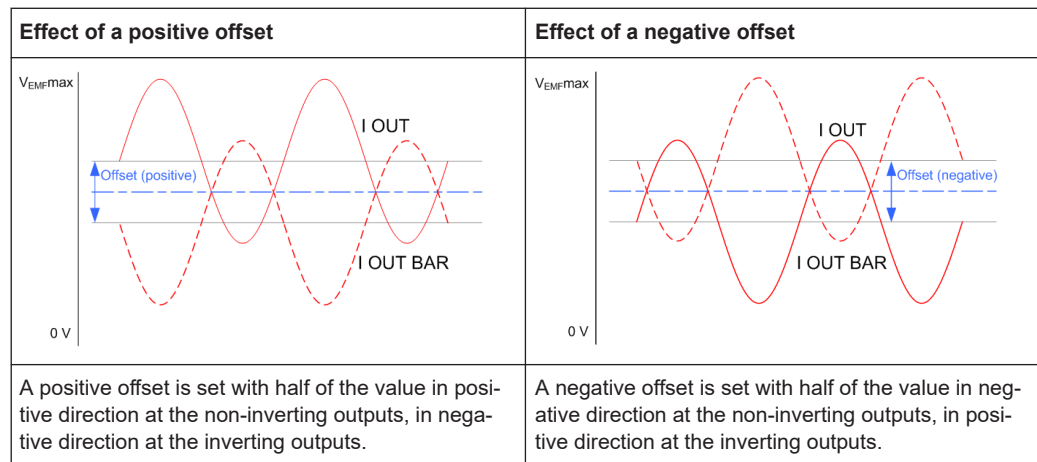 Effect of a positive offset
V_EMFmax
I OUT
Offset (positive)
I OUT BAR
0 V
A positive offset is set with half of the value in posi-
tive direction at the non-inverting outputs, in nega-
tive direction at the inverting outputs.
Effect of a negative offset
V_EMFmax
I OUT
Offset (negative)
I OUT BAR
0 V
A negative offset is set with half of the value in neg-
ative direction at the non-inverting outputs, in posi-
tive direction at the inverting outputs.